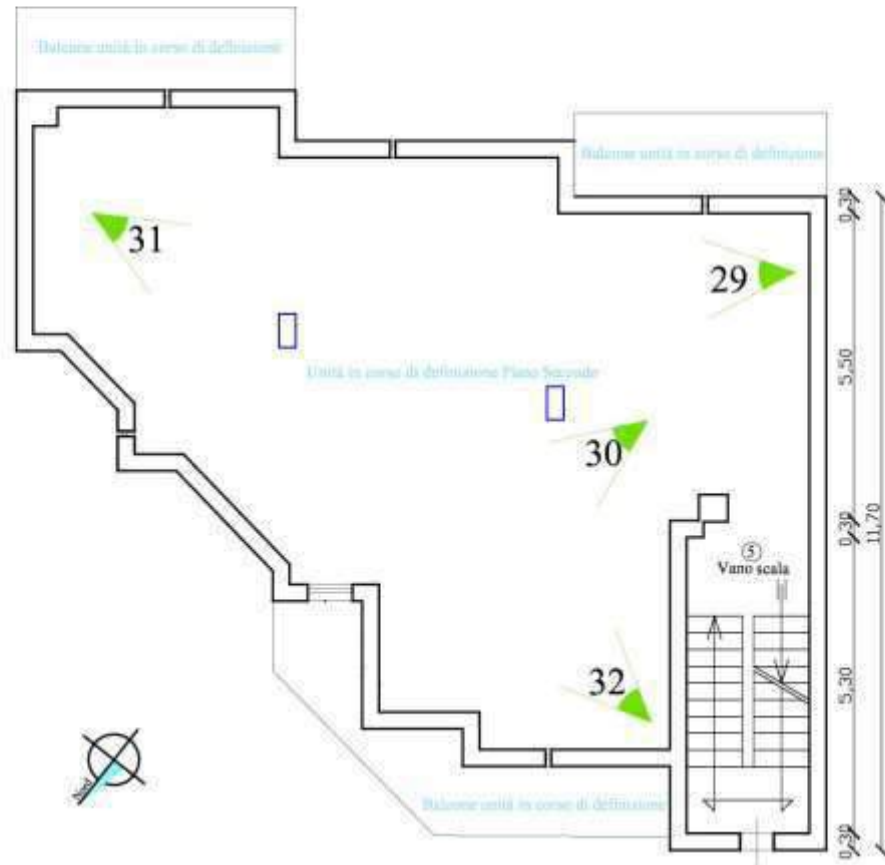 Balcone unità in corso di definizione
Balcone unità in corso di definizione
31
29
Unità in corso di definizione Piano Secondo
30
5
Vano scala
32
Nord
Balcone unità in corso di definizione
0,30
5,50
0,30
11,70
5,30
0,30